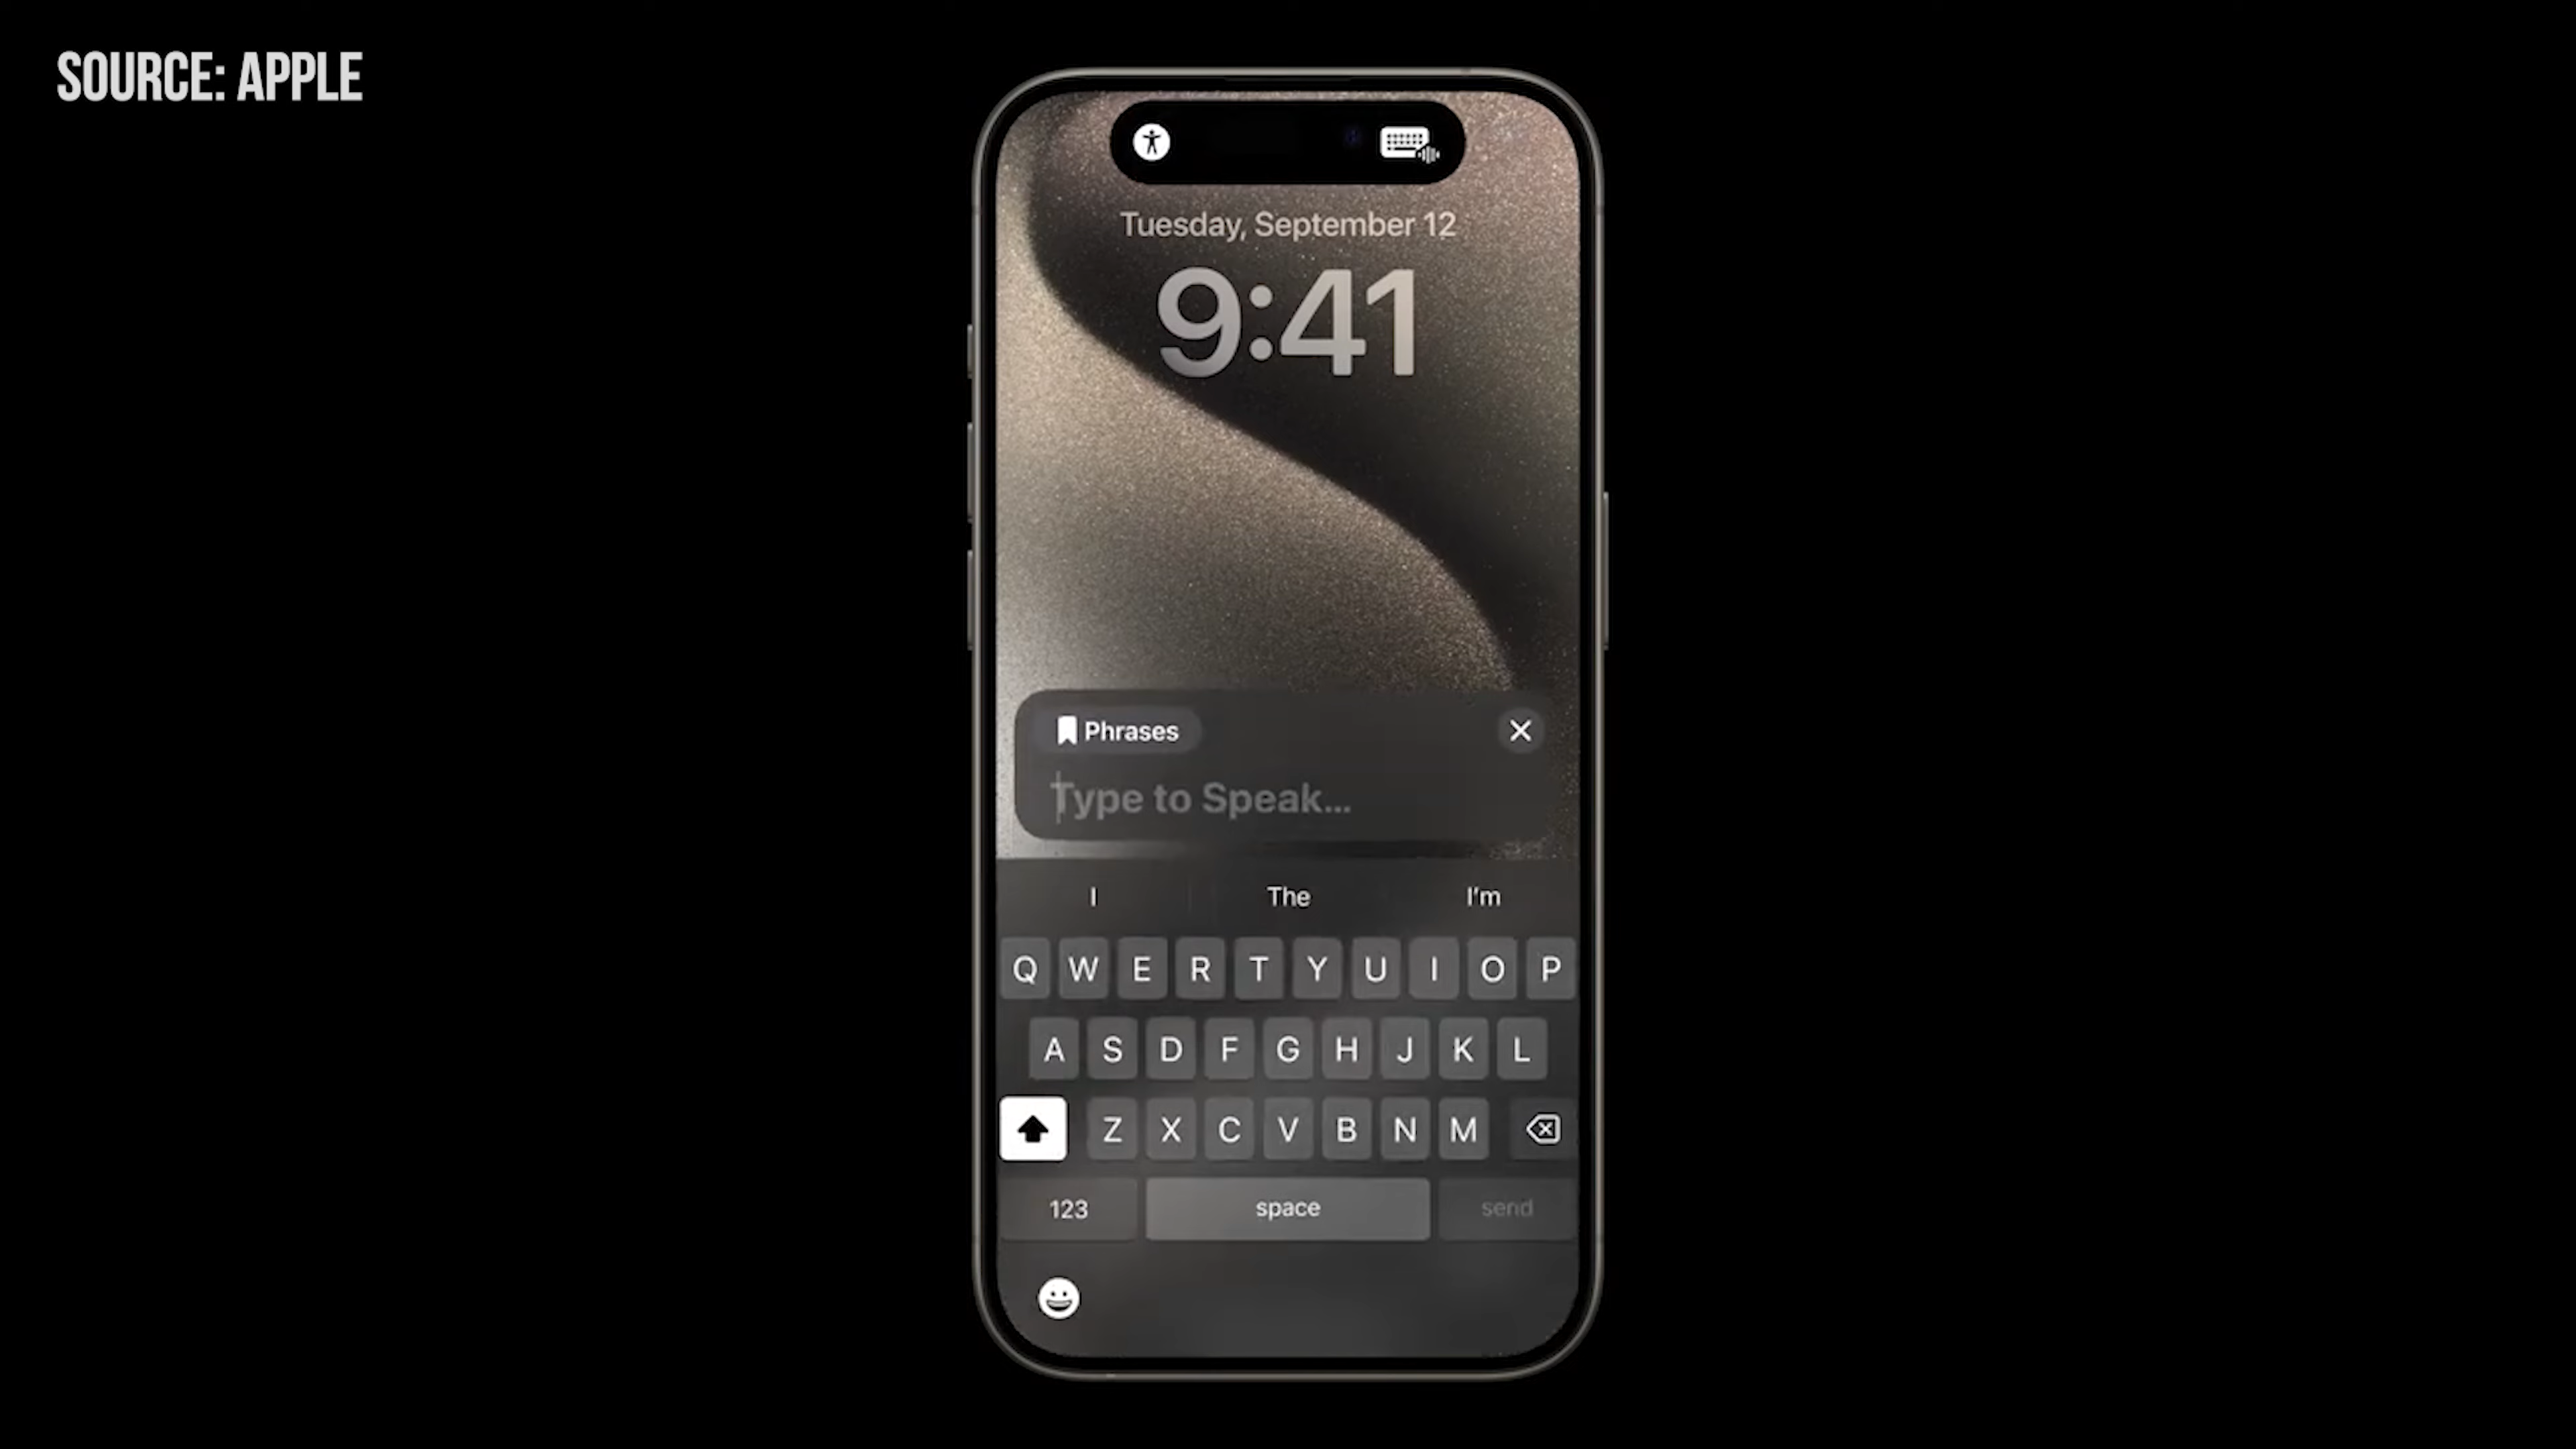 SOURCE: APPLE
Tuesday, September 12
9:41
Phrases
Type to Speak...
I The I'm
Q W E R T Y U I O P
A S D F G H J K L
Z X C V B N M
123 space send